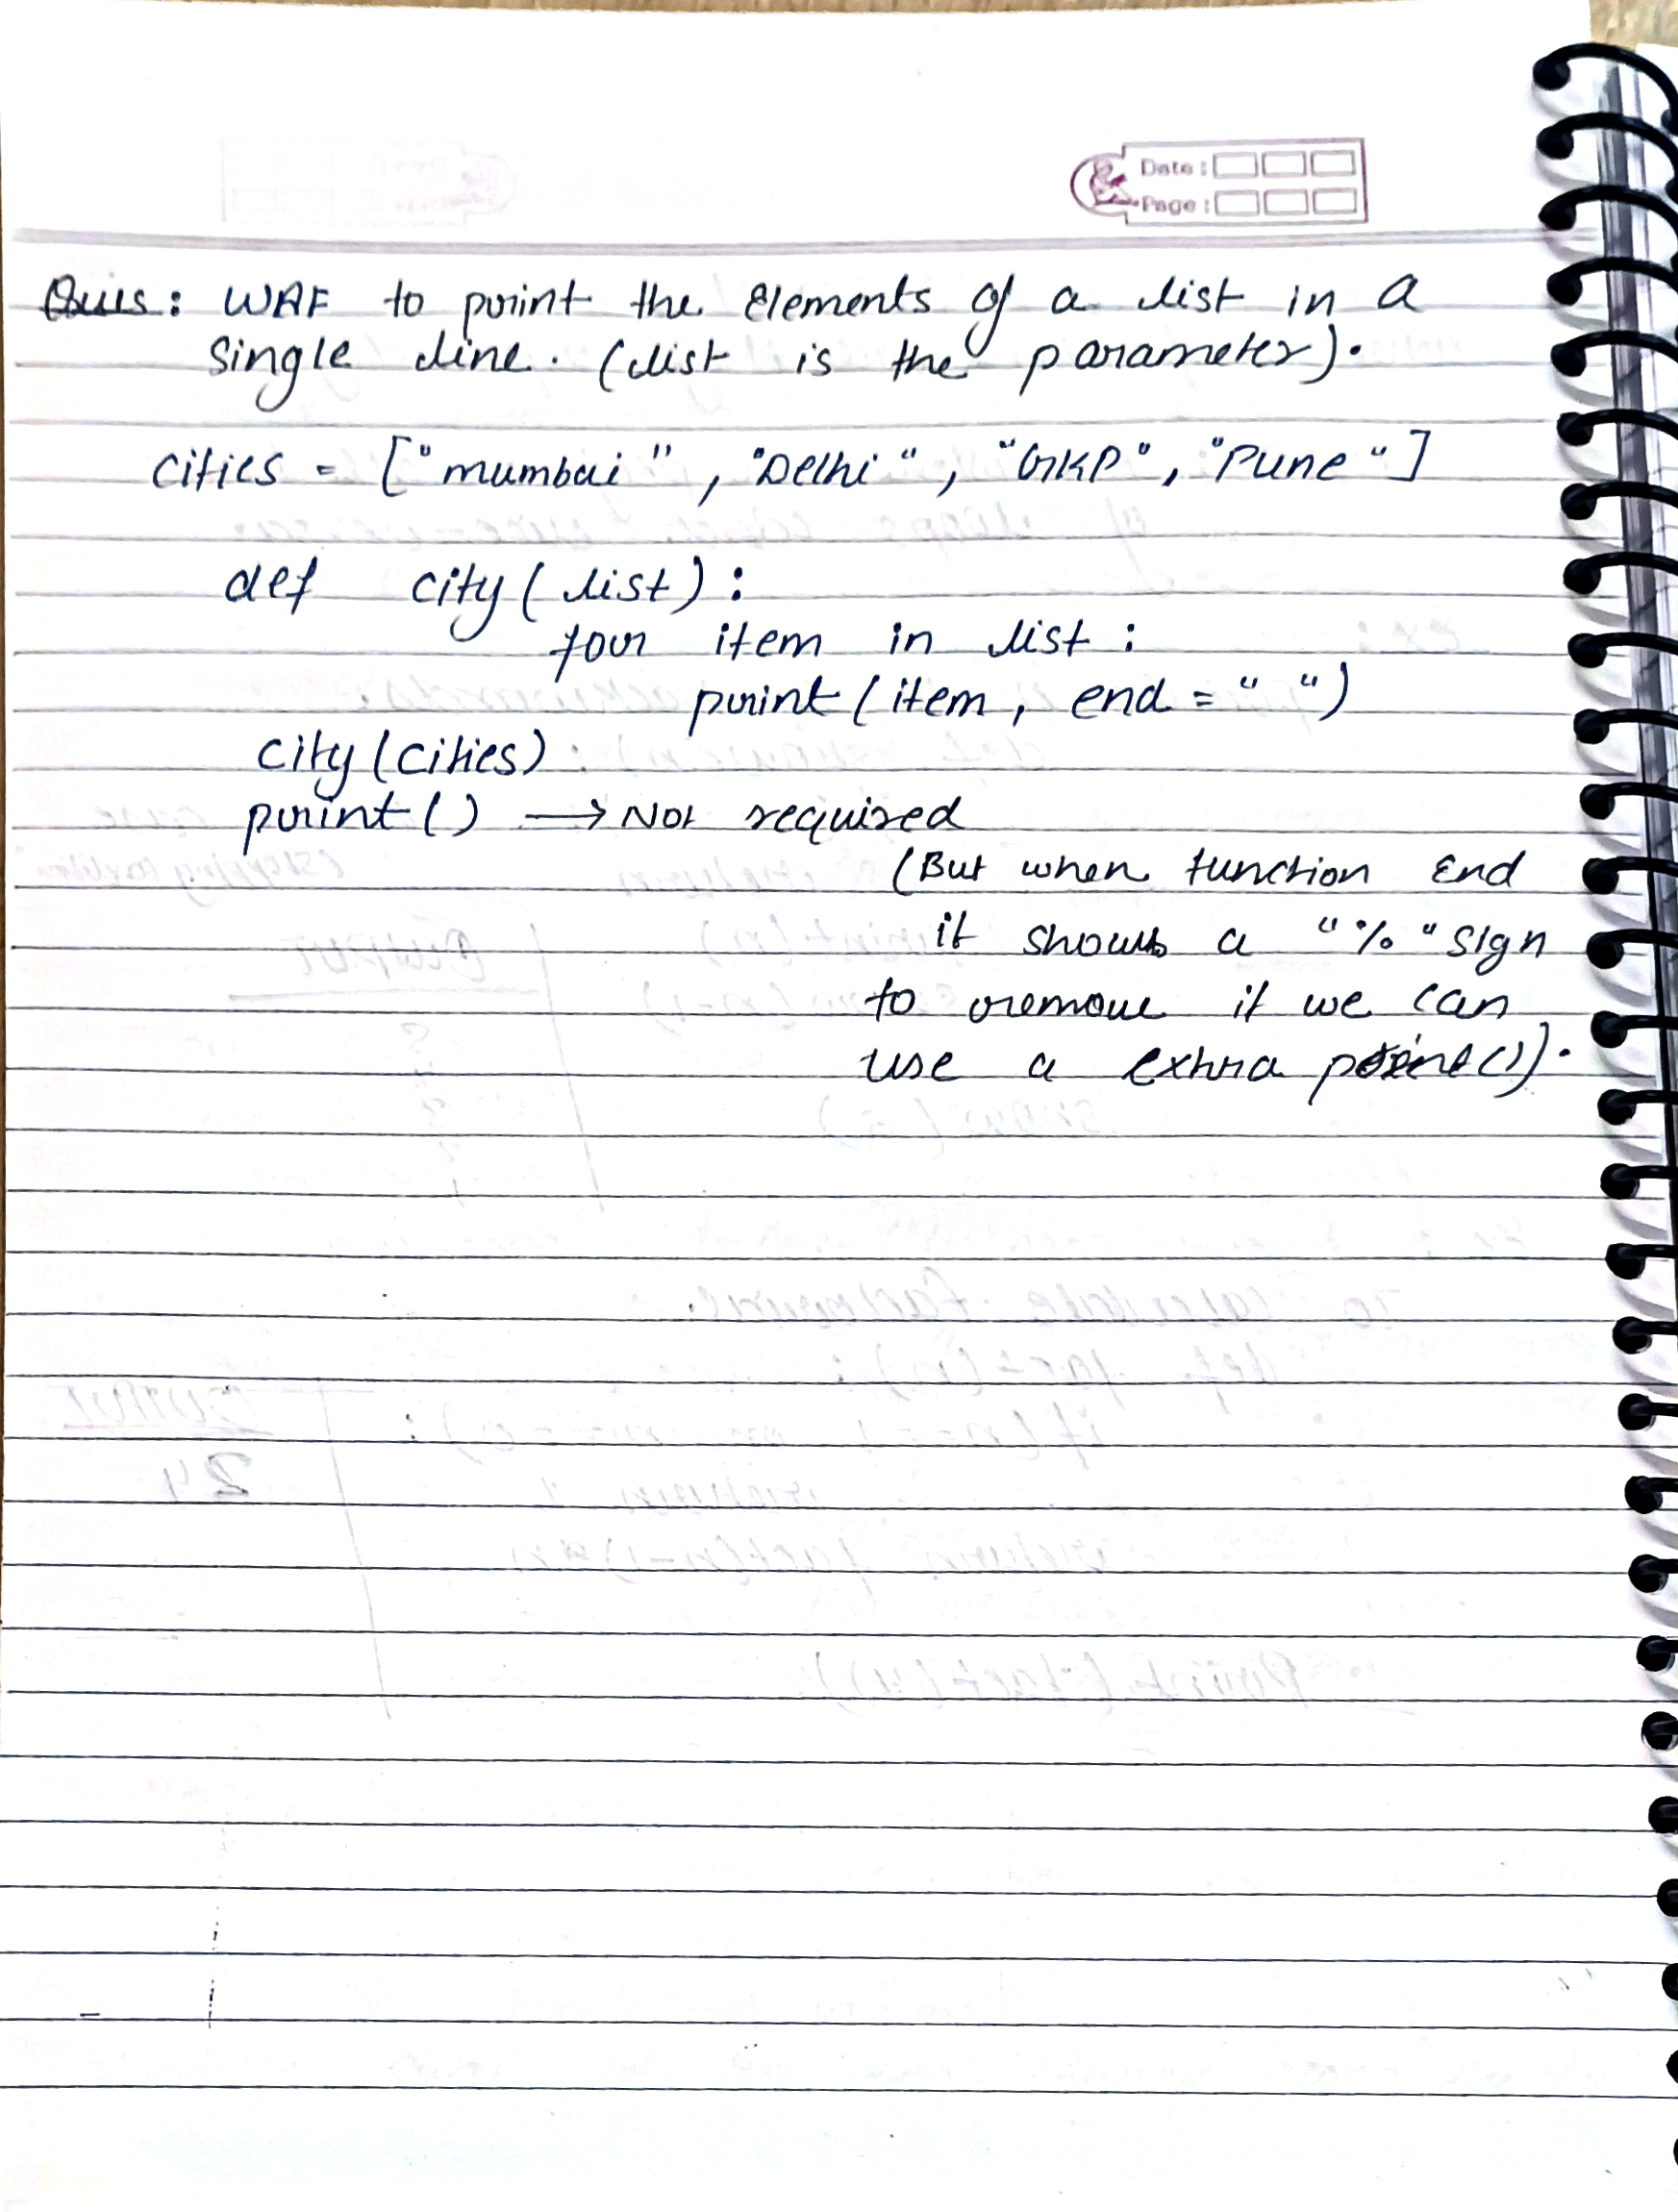 Date:
Page:
Ques: WAF to print the elements of a list in a
single line. (list is the parameter).
cities = ["mumbai", "Delhi", "GKP", "Pune"]
def city(list):
for item in list:
print(item, end=" ")
city(cities)
print() → Not required
(But when function end
it shows a "%" sign
to remove it we can
use a extra print()).